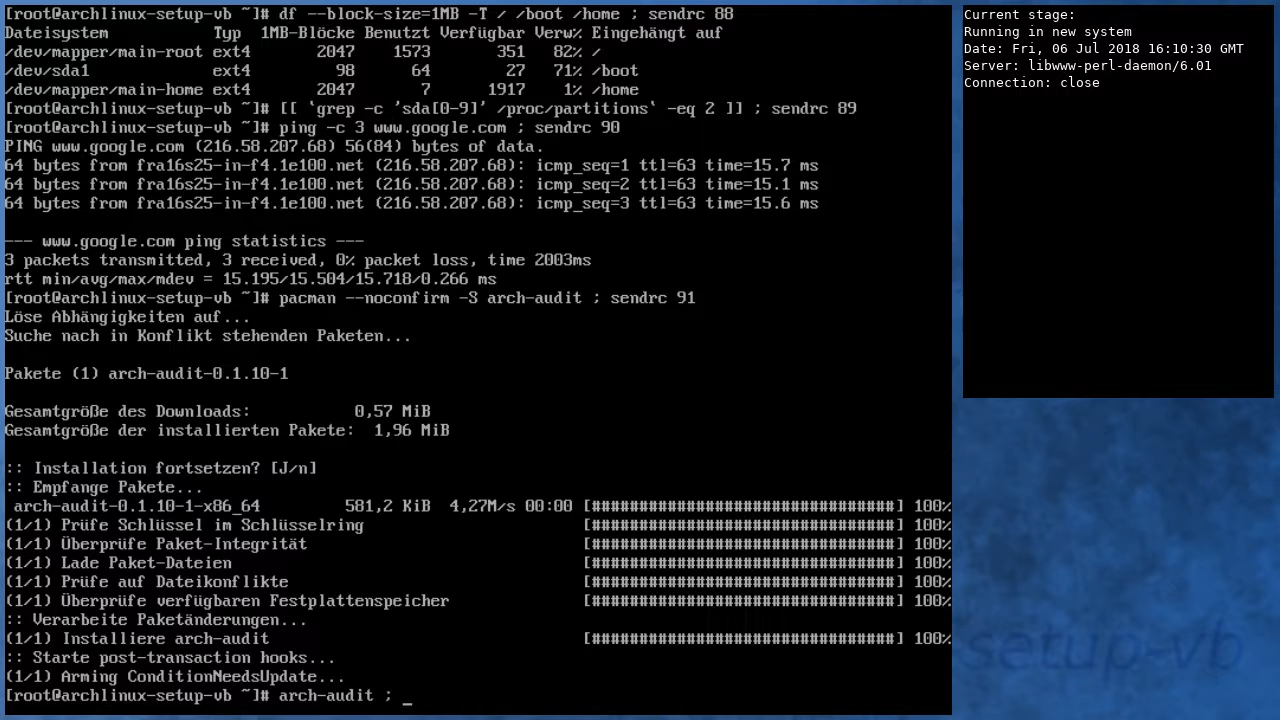 [root@archlinux-setup-vb ~]# df --block-size=1MB -T / /boot /home ; sendrc 88
Dateisystem           Typ  1MB-Blöcke Benutzt Verfügbar Verw% Eingehängt auf
/dev/mapper/main-root ext4       2047    1573       351   82% /
/dev/sda1             ext4         98      64        27   71% /boot
/dev/mapper/main-home ext4       2047       7      1917    1% /home
[root@archlinux-setup-vb ~]# [[ `grep -c 'sda[0-9]' /proc/partitions` -eq 2 ]] ; sendrc 89
[root@archlinux-setup-vb ~]# ping -c 3 www.google.com ; sendrc 90
PING www.google.com (216.58.207.68) 56(84) bytes of data.
64 bytes from fra16s25-in-f4.1e100.net (216.58.207.68): icmp_seq=1 ttl=63 time=15.7 ms
64 bytes from fra16s25-in-f4.1e100.net (216.58.207.68): icmp_seq=2 ttl=63 time=15.1 ms
64 bytes from fra16s25-in-f4.1e100.net (216.58.207.68): icmp_seq=3 ttl=63 time=15.6 ms
--- www.google.com ping statistics ---
3 packets transmitted, 3 received, 0% packet loss, time 2003ms
rtt min/avg/max/mdev = 15.195/15.504/15.718/0.266 ms
[root@archlinux-setup-vb ~]# pacman --noconfirm -S arch-audit ; sendrc 91
Löse Abhängigkeiten auf...
Suche nach in Konflikt stehenden Paketen...
Pakete (1) arch-audit-0.1.10-1
Gesamtgröße des Downloads:           0,57 MiB
Gesamtgröße der installierten Pakete:  1,96 MiB
:: Installation fortsetzen? [J/n]
:: Empfange Pakete...
arch-audit-0.1.10-1-x86_64         581,2 KiB  4,27M/s 00:00 [################################] 100%
(1/1) Prüfe Schlüssel im Schlüsselring                       [################################] 100%
(1/1) Überprüfe Paket-Integrität                             [################################] 100%
(1/1) Lade Paket-Dateien                                     [################################] 100%
(1/1) Prüfe auf Dateikonflikte                               [################################] 100%
(1/1) Überprüfe verfügbaren Festplattenspeicher              [################################] 100%
:: Verarbeite Paketänderungen...
(1/1) Installiere arch-audit                                 [################################] 100%
:: Starte post-transaction hooks...
(1/1) Arming ConditionNeedsUpdate...
[root@archlinux-setup-vb ~]# arch-audit ; _
Current stage:
Running in new system
Date: Fri, 06 Jul 2018 16:10:30 GMT
Server: libwww-perl-daemon/6.01
Connection: close
setup-vb